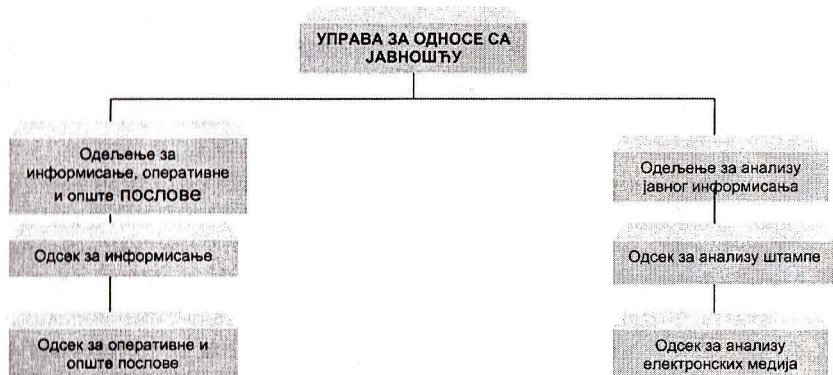 УПРАВА ЗА ОДНОСЕ СА
ЈАВНОШЋУ
Одељење за
информисање, оперативне
и опште ПОСЛОВЕ
Одсек за информисање
Одсек за оперативне и
опште послове
Одељење за анализу
јавног информисања
Одсек за анализу штампе
Одсек за анализу
електронских медија